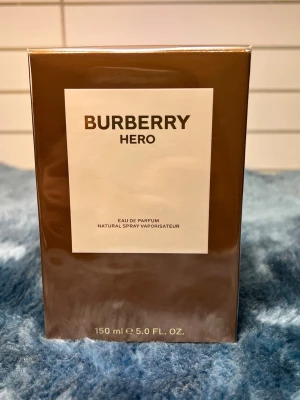 BURBERRY
HERO
EAU DE PARFUM
NATURAL SPRAY VAPORISATEUR
150 ml ℮ 5.0 FL. OZ.